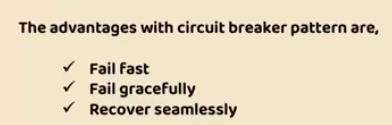 The advantages with circuit breaker pattern are,
✓ Fail fast
✓ Fail gracefully
✓ Recover seamlessly